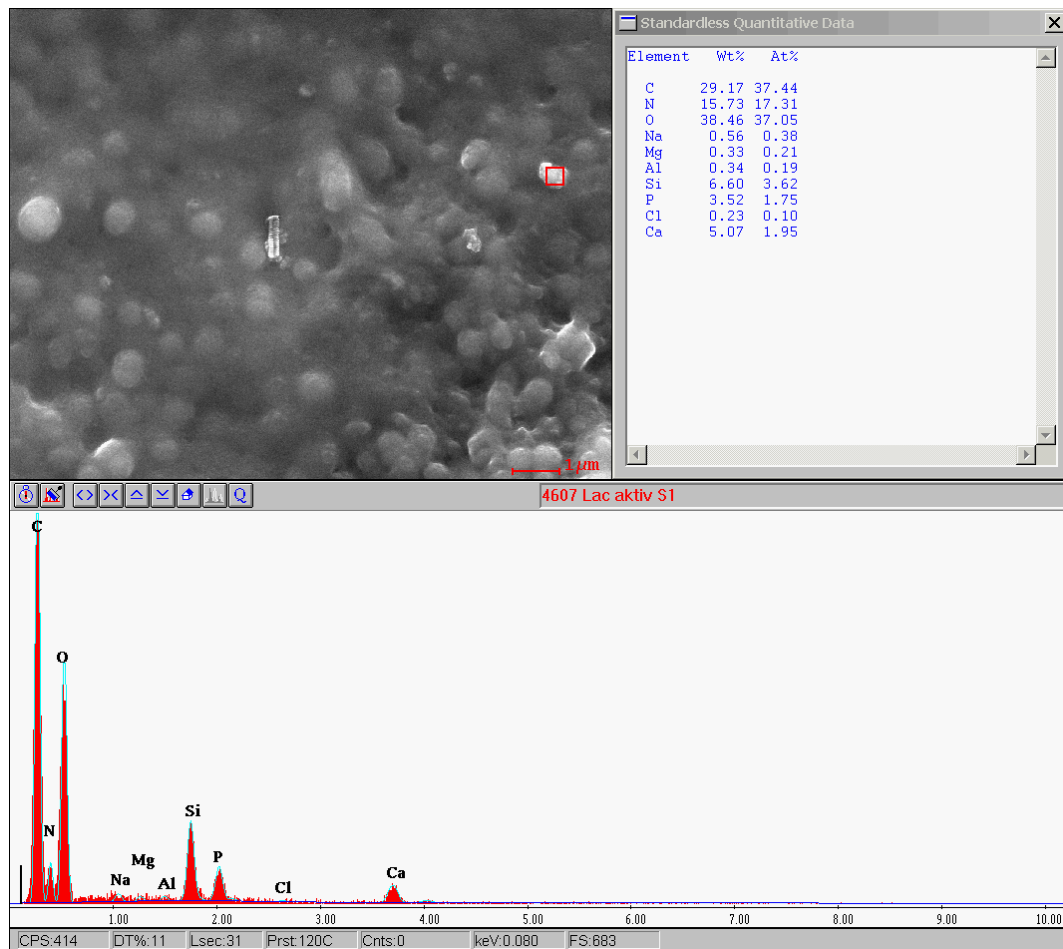 Standardless Quantitative Data
Element Wt% At%
C 29.17 37.44
N 15.73 17.31
O 38.46 37.05
Na 0.56 0.38
Mg 0.33 0.21
Al 0.34 0.19
Si 6.60 3.62
P 3.52 1.75
Cl 0.23 0.10
Ca 5.07 1.95
1 µm
Q
4607 Lac aktiv S1
C
O
N
Na
Mg
Al
Si
P
Cl
Ca
1.00 2.00 3.00 4.00 5.00 6.00 7.00 8.00 9.00 10.00
CPS:414 DT%:11 Lsec:31 Prst:120C Cnts:0 keV:0.080 FS:683